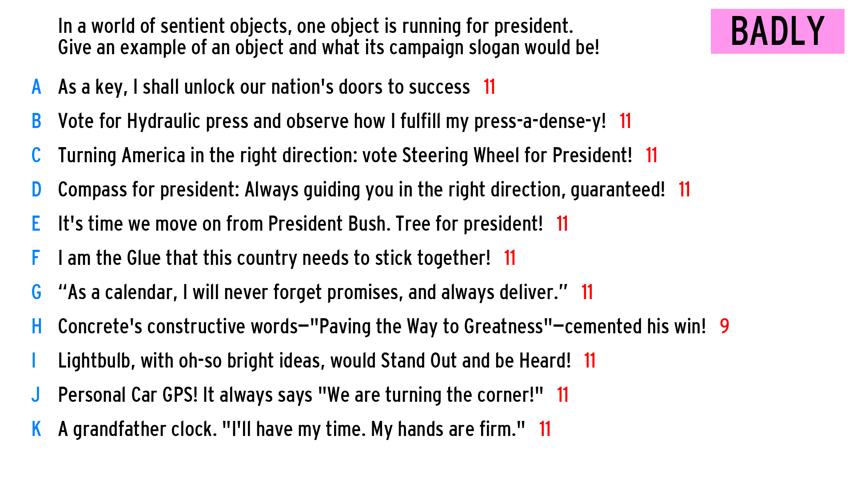 In a world of sentient objects, one object is running for president.
Give an example of an object and what its campaign slogan would be!
BADLY
A As a key, I shall unlock our nation's doors to success 11
B Vote for Hydraulic press and observe how I fulfill my press-a-dense-y! 11
C Turning America in the right direction: vote Steering Wheel for President! 11
D Compass for president: Always guiding you in the right direction, guaranteed! 11
E It's time we move on from President Bush. Tree for president! 11
F I am the Glue that this country needs to stick together! 11
G “As a calendar, I will never forget promises, and always deliver.” 11
H Concrete's constructive words—"Paving the Way to Greatness"—cemented his win! 9
I Lightbulb, with oh-so bright ideas, would Stand Out and be Heard! 11
J Personal Car GPS! It always says "We are turning the corner!" 11
K A grandfather clock. "I'll have my time. My hands are firm." 11